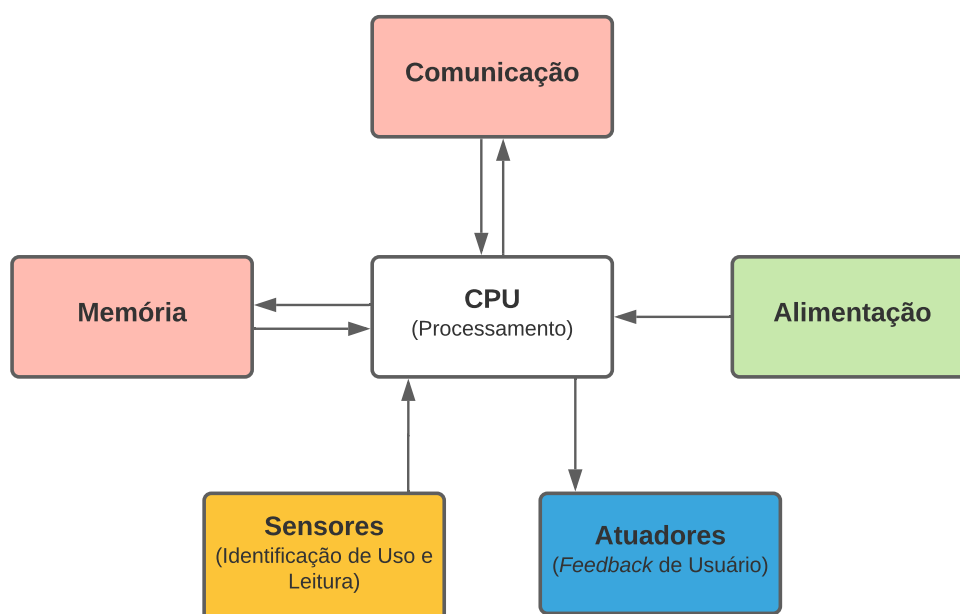 Comunicação
Memória
CPU
(Processamento)
Alimentação
Sensores
(Identificação de Uso e
Leitura)
Atuadores
(Feedback de Usuário)